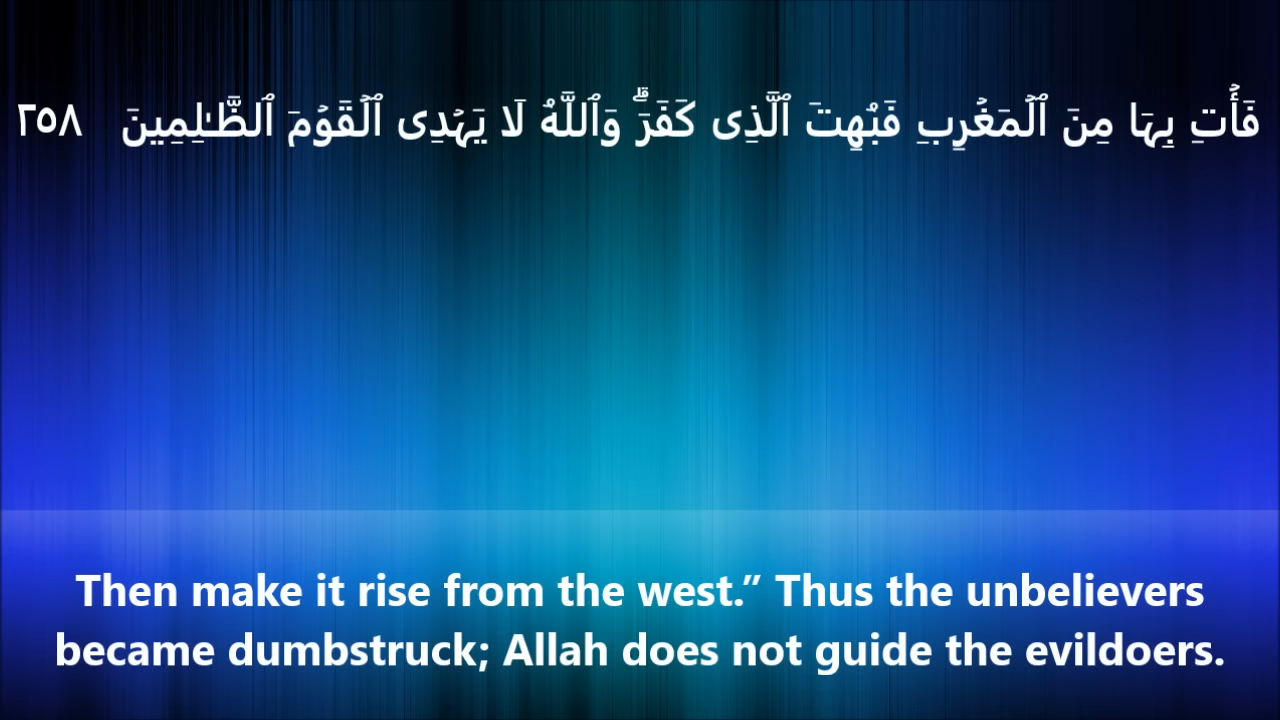 فَأْتِ بِهَا مِنَ ٱلْمَغْرِبِ فَبُهِتَ ٱلَّذِى كَفَرَ ۗ وَٱللَّهُ لَا يَهْدِى ٱلْقَوْمَ ٱلظَّـٰلِمِينَ ٢٥٨
Then make it rise from the west.” Thus the unbelievers
became dumbstruck; Allah does not guide the evildoers.